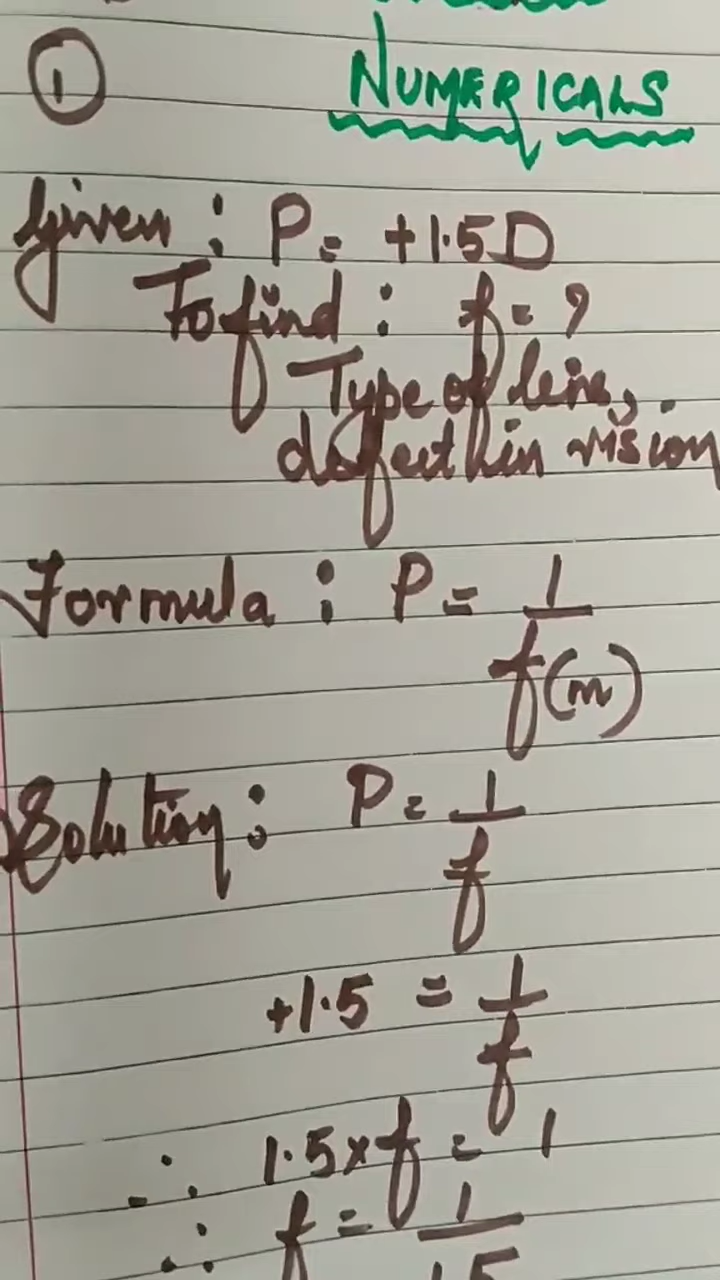 ①
NUMERICALS
Given : P = +1.5D
To find : f = ?
Type of lens,
defect in vision
Formula : P = 1
f(m)
Solution : P = 1
f
+1.5 = 1
f
∴ 1.5 x f = 1
∴ f = 1
1.5